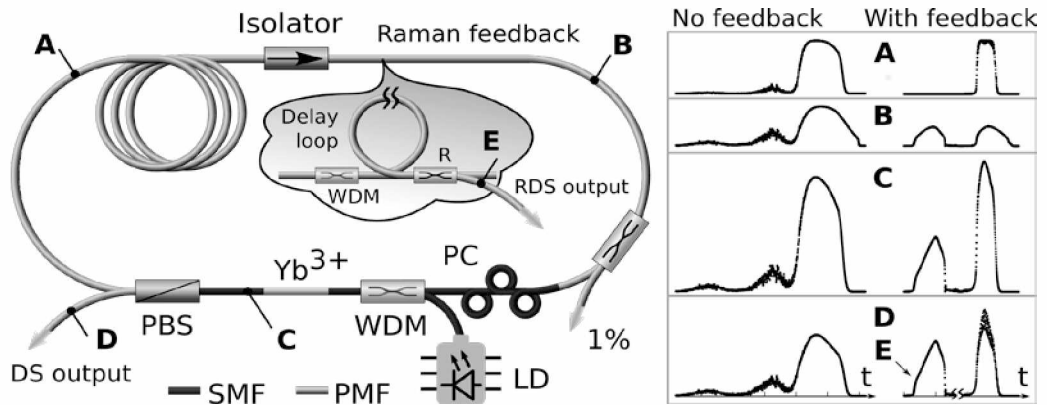 A
Isolator
Raman feedback
B
Delay
loop
E
R
WDM
RDS output
PC
Yb3+
PBS
C
WDM
D
DS output
1%
LD
SMF
PMF
No feedback
With feedback
A
B
C
D
E
t
t